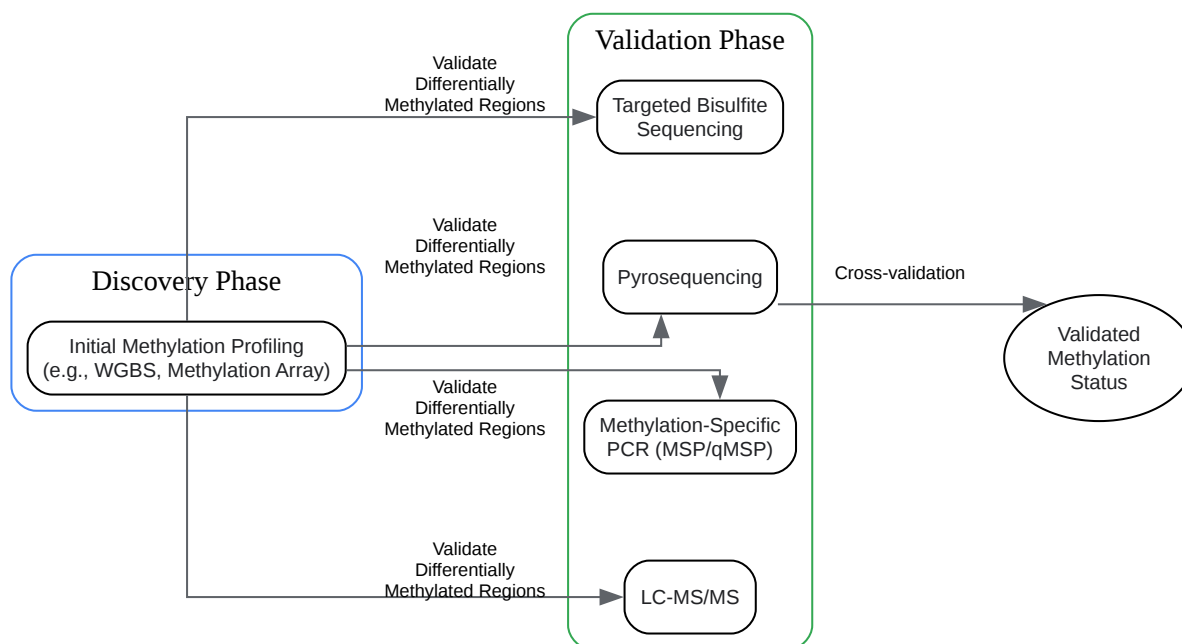 Validation Phase
Validate
Differentially
Methylated Regions
Targeted Bisulfite
Sequencing
Validate
Differentially
Methylated Regions
Pyrosequencing
Cross-validation
Discovery Phase
Initial Methylation Profiling
(e.g., WGBS, Methylation Array)
Validated
Methylation
Status
Validate
Differentially
Methylated Regions
Methylation-Specific
PCR (MSP/qMSP)
Validate
Differentially
Methylated Regions
LC-MS/MS